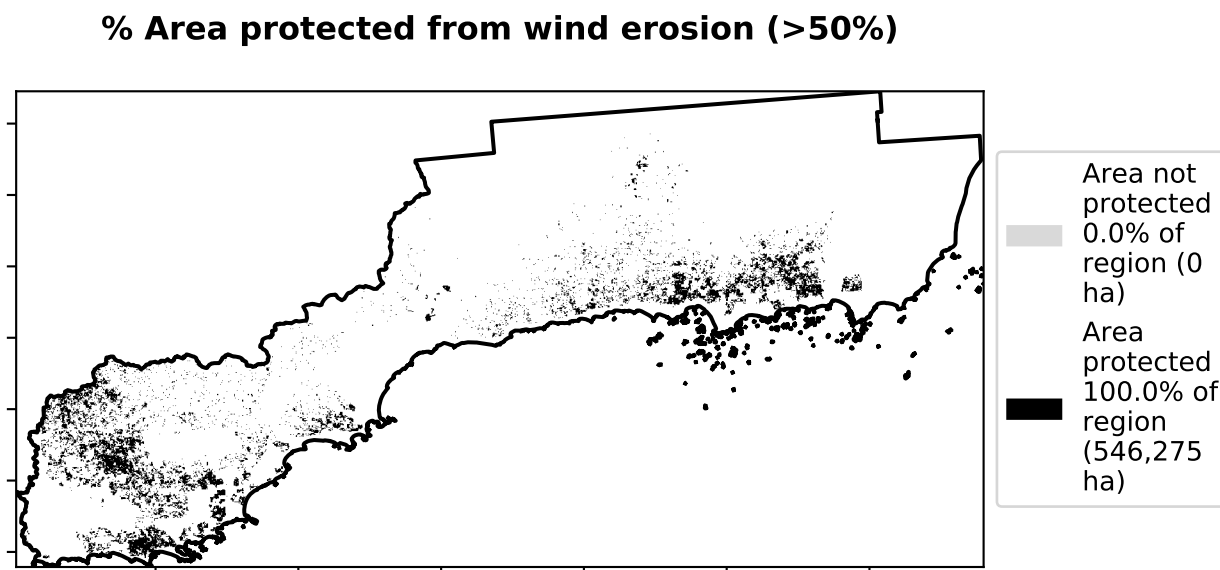 % Area protected from wind erosion (>50%)
Area not
protected
0.0% of
region (0
ha)
Area
protected
100.0% of
region
(546,275
ha)